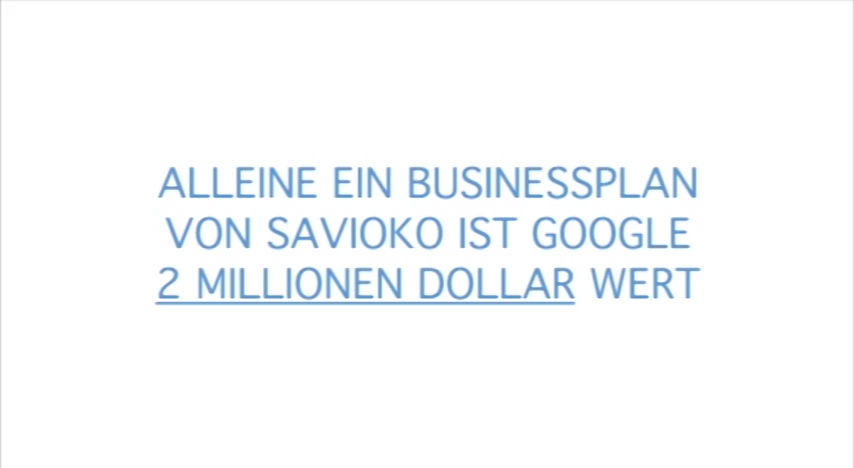 ALLEINE EIN BUSINESSPLAN
VON SAVIOKO IST GOOGLE
2 MILLIONEN DOLLAR WERT